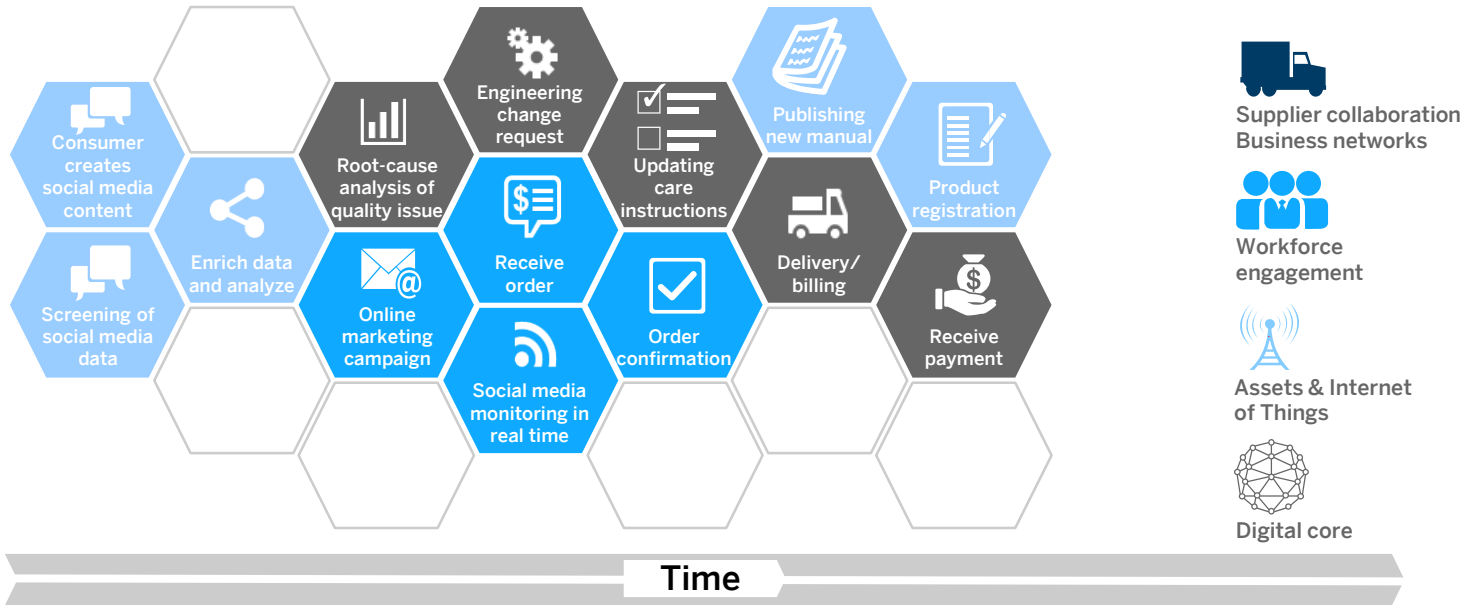 Consumer
creates
social media
content
Screening of
social media
data
Enrich data
and analyze
Root-cause
analysis of
quality issue
@
Online
marketing
campaign
Engineering
change
request
$
Receive
order
Social media
monitoring in
real time
Updating
care
instructions
Order
confirmation
Publishing
new manual
Delivery/
billing
Product
registration
$
Receive
payment
Supplier collaboration
Business networks
Workforce
engagement
Assets & Internet
of Things
Digital core
Time